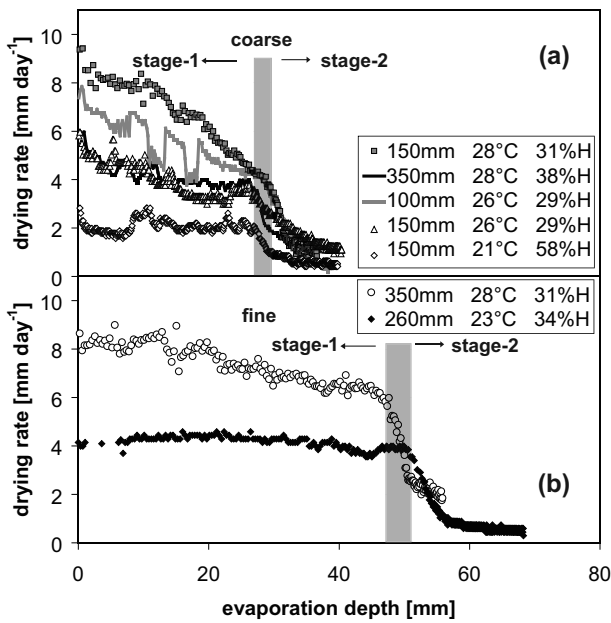 coarse
(a)
stage-1 ← → stage-2
drying rate [mm day⁻¹]
10
8
6
4
2
0
150mm 28°C 31%H
350mm 28°C 38%H
100mm 26°C 29%H
150mm 26°C 29%H
150mm 21°C 58%H
350mm 28°C 31%H
260mm 23°C 34%H
fine
stage-1 ← → stage-2
(b)
drying rate [mm day⁻¹]
10
8
6
4
2
0
0 20 40 60 80
evaporation depth [mm]